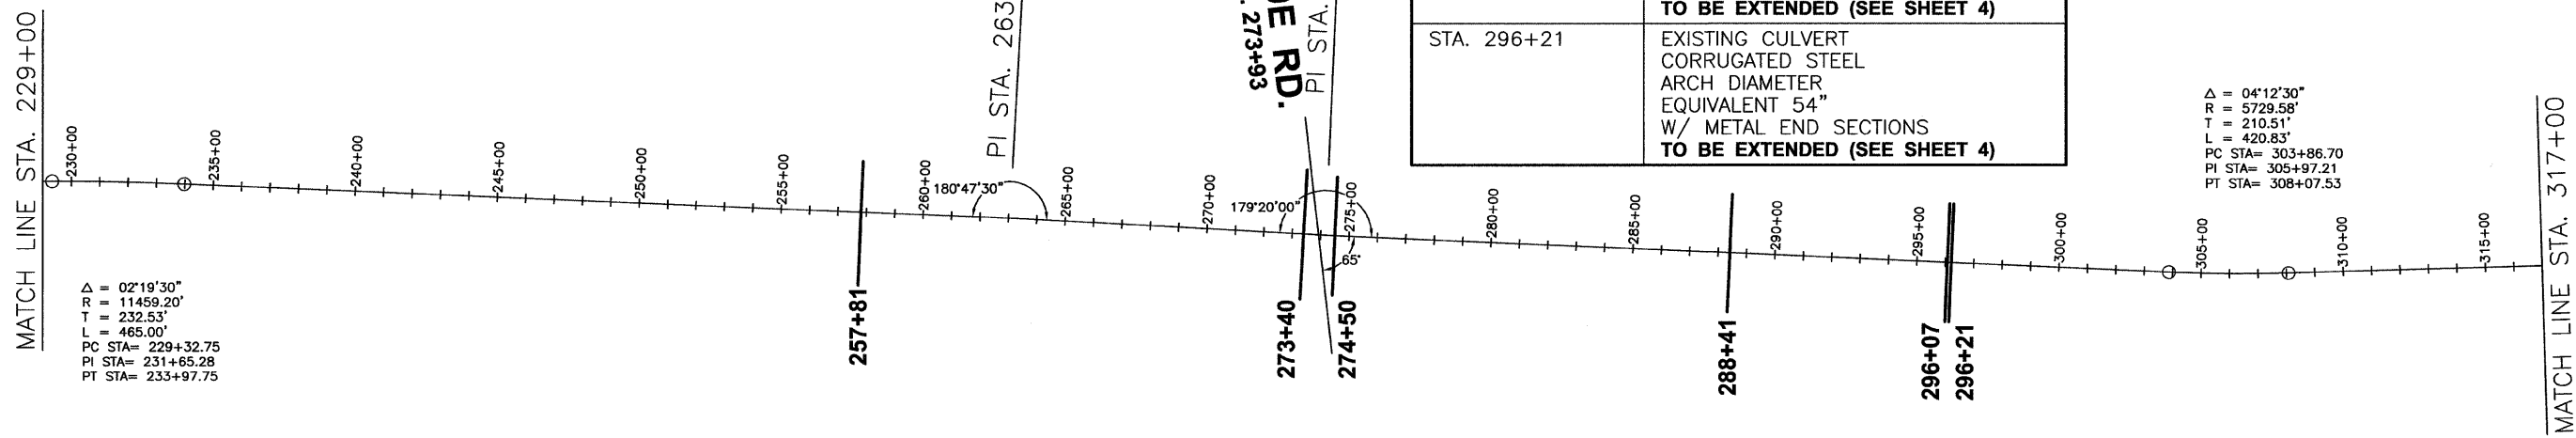 MATCH LINE STA. 229+00
230+00
235+00
240+00
245+00
250+00
255+00
260+00
265+00
270+00
275+00
280+00
285+00
290+00
295+00
300+00
305+00
310+00
315+00
MATCH LINE STA. 317+00
Δ = 02°19'30"
R = 11459.20'
T = 232.53'
L = 465.00'
PC STA= 229+32.75
PI STA= 231+65.28
PT STA= 233+97.75
257+81
PI STA. 263
180°47'30"
RD.
273+93
PI STA.
179°20'00"
65°
273+40
274+50
288+41
296+07
296+21
TO BE EXTENDED (SEE SHEET 4)
STA. 296+21
EXISTING CULVERT
CORRUGATED STEEL
ARCH DIAMETER
EQUIVALENT 54"
W/ METAL END SECTIONS
TO BE EXTENDED (SEE SHEET 4)
Δ = 04°12'30"
R = 5729.58'
T = 210.51'
L = 420.83'
PC STA= 303+86.70
PI STA= 305+97.21
PT STA= 308+07.53